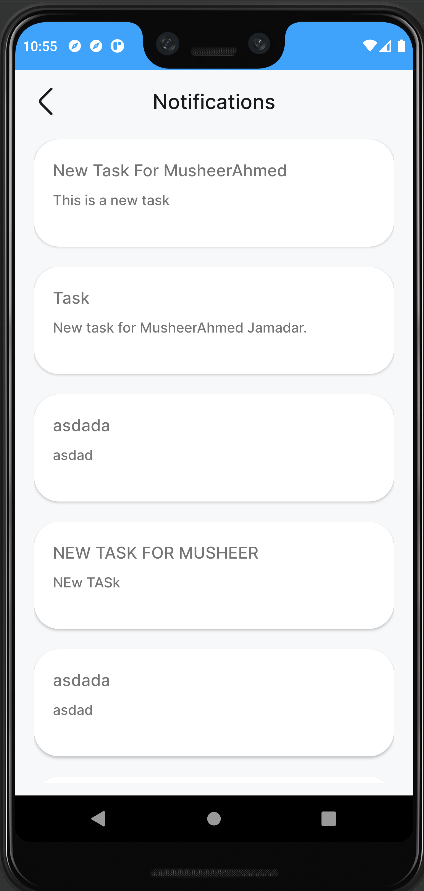 10:55
Notifications
New Task For MusheerAhmed
This is a new task
Task
New task for MusheerAhmed Jamadar.
asdada
asdad
NEW TASK FOR MUSHEER
NEw TASk
asdada
asdad